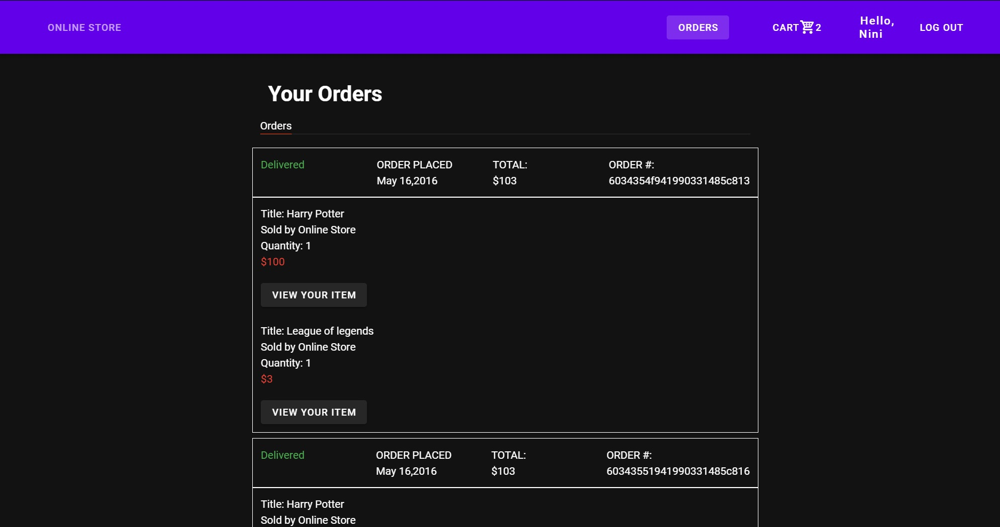 ONLINE STORE
ORDERS
CART 2
Hello,
Nini
LOG OUT
Your Orders
Orders
Delivered
ORDER PLACED
May 16,2016
TOTAL:
$103
ORDER #:
6034354f941990331485c813
Title: Harry Potter
Sold by Online Store
Quantity: 1
$100
VIEW YOUR ITEM
Title: League of legends
Sold by Online Store
Quantity: 1
$3
VIEW YOUR ITEM
Delivered
ORDER PLACED
May 16,2016
TOTAL:
$103
ORDER #:
60343551941990331485c816
Title: Harry Potter
Sold by Online Store